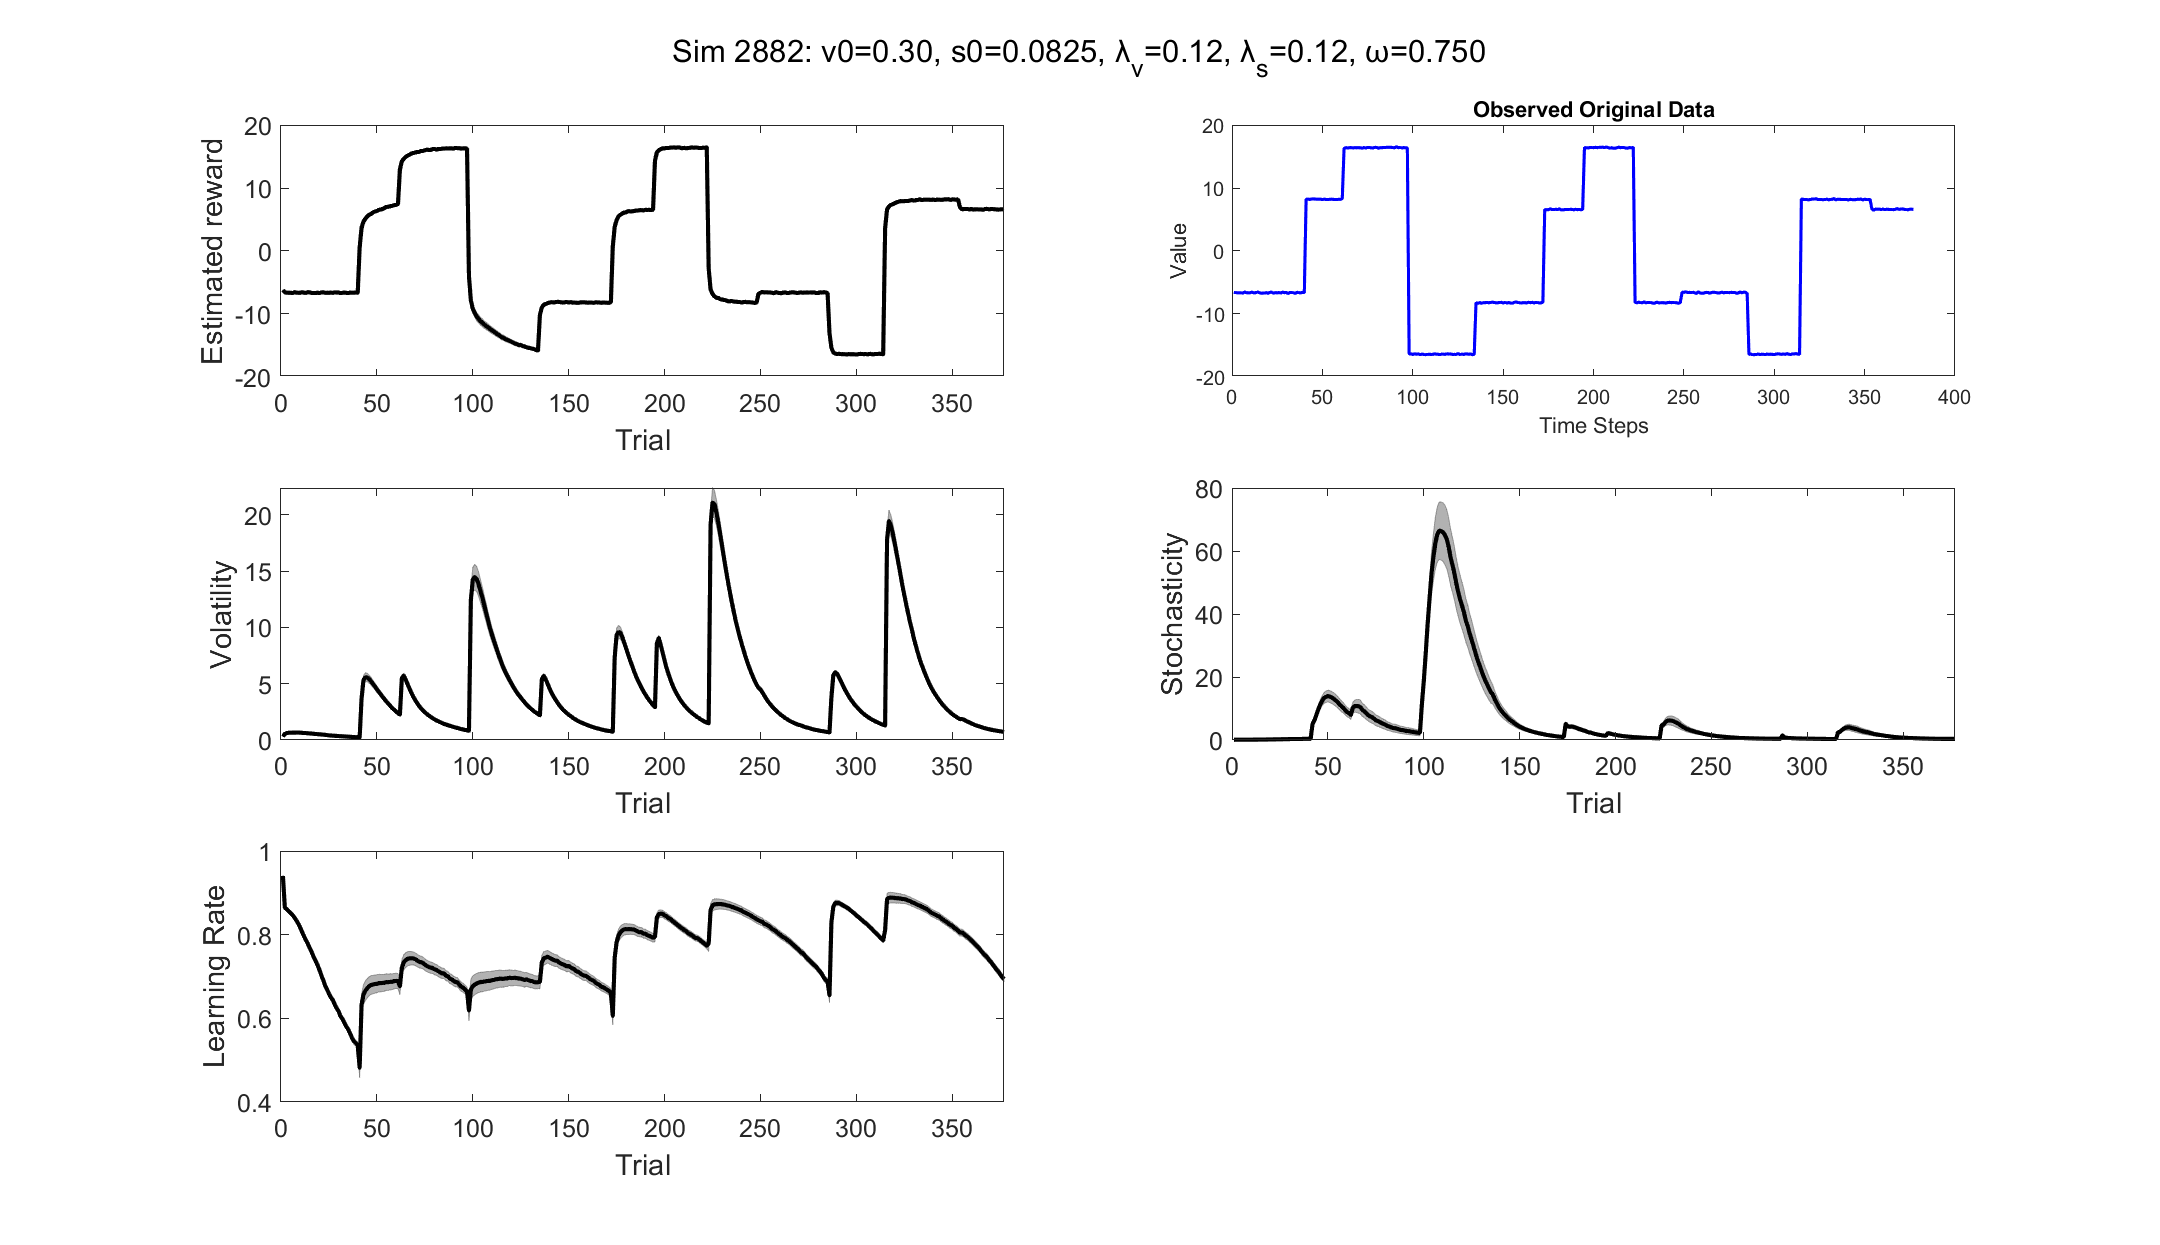 Sim 2882: v0=0.30, s0=0.0825, λv=0.12, λs=0.12, ω=0.750
20
10
0
-10
-20
Estimated reward
0 50 100 150 200 250 300 350
Trial
Observed Original Data
20
10
0
-10
-20
Value
0 50 100 150 200 250 300 350 400
Time Steps
20
15
10
5
0
Volatility
0 50 100 150 200 250 300 350
Trial
80
60
40
20
0
Stochasticity
0 50 100 150 200 250 300 350
Trial
1
0.8
0.6
0.4
Learning Rate
0 50 100 150 200 250 300 350
Trial